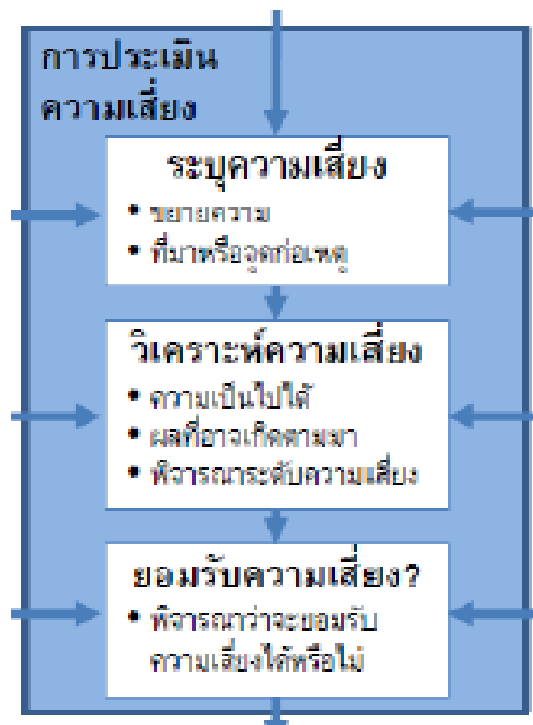 การประเมิน
ความเสี่ยง
ระบุความเสี่ยง
• ขยายความ
• ที่มาหรือจุดก่อเหตุ
วิเคราะห์ความเสี่ยง
• ความเป็นไปได้
• ผลที่อาจเกิดตามมา
• พิจารณาระดับความเสี่ยง
ยอมรับความเสี่ยง?
• พิจารณาว่าจะยอมรับ
ความเสี่ยงได้หรือไม่